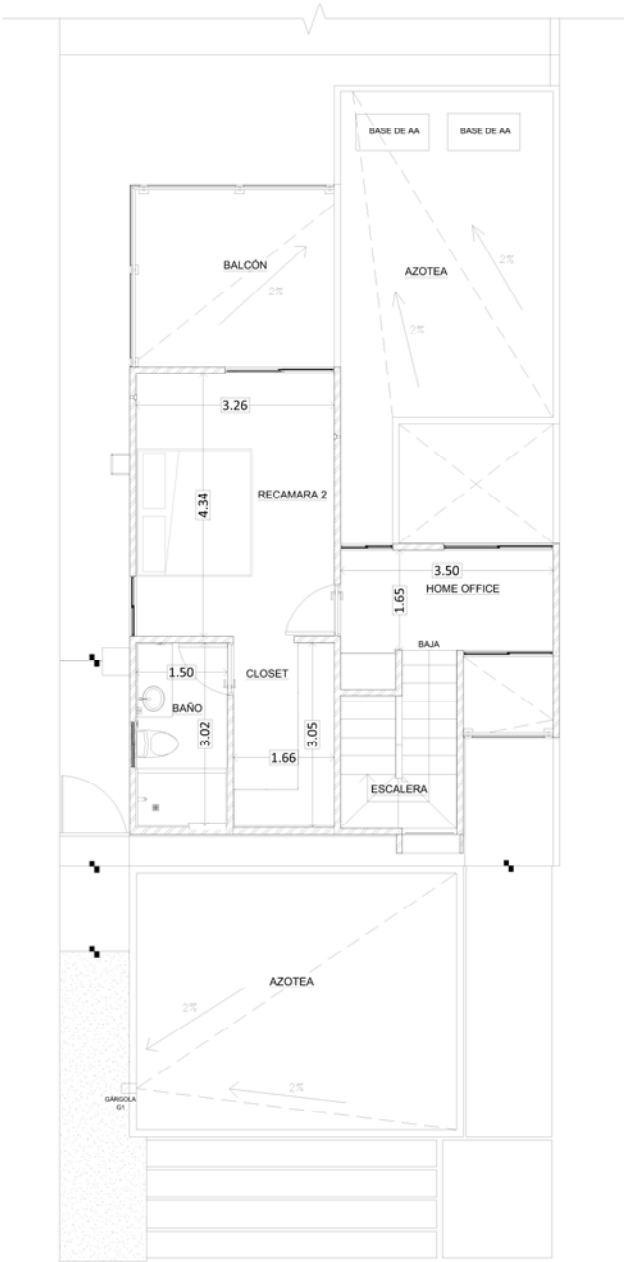 BASE DE AA
BASE DE AA
BALCÓN
2%
AZOTEA
2%
2%
3.26
4.34
RECAMARA 2
3.50
HOME OFFICE
1.65
BAJA
1.50
CLOSET
BAÑO
3.02
3.05
1.66
ESCALERA
AZOTEA
2%
2%
GÁRGOLA
G1